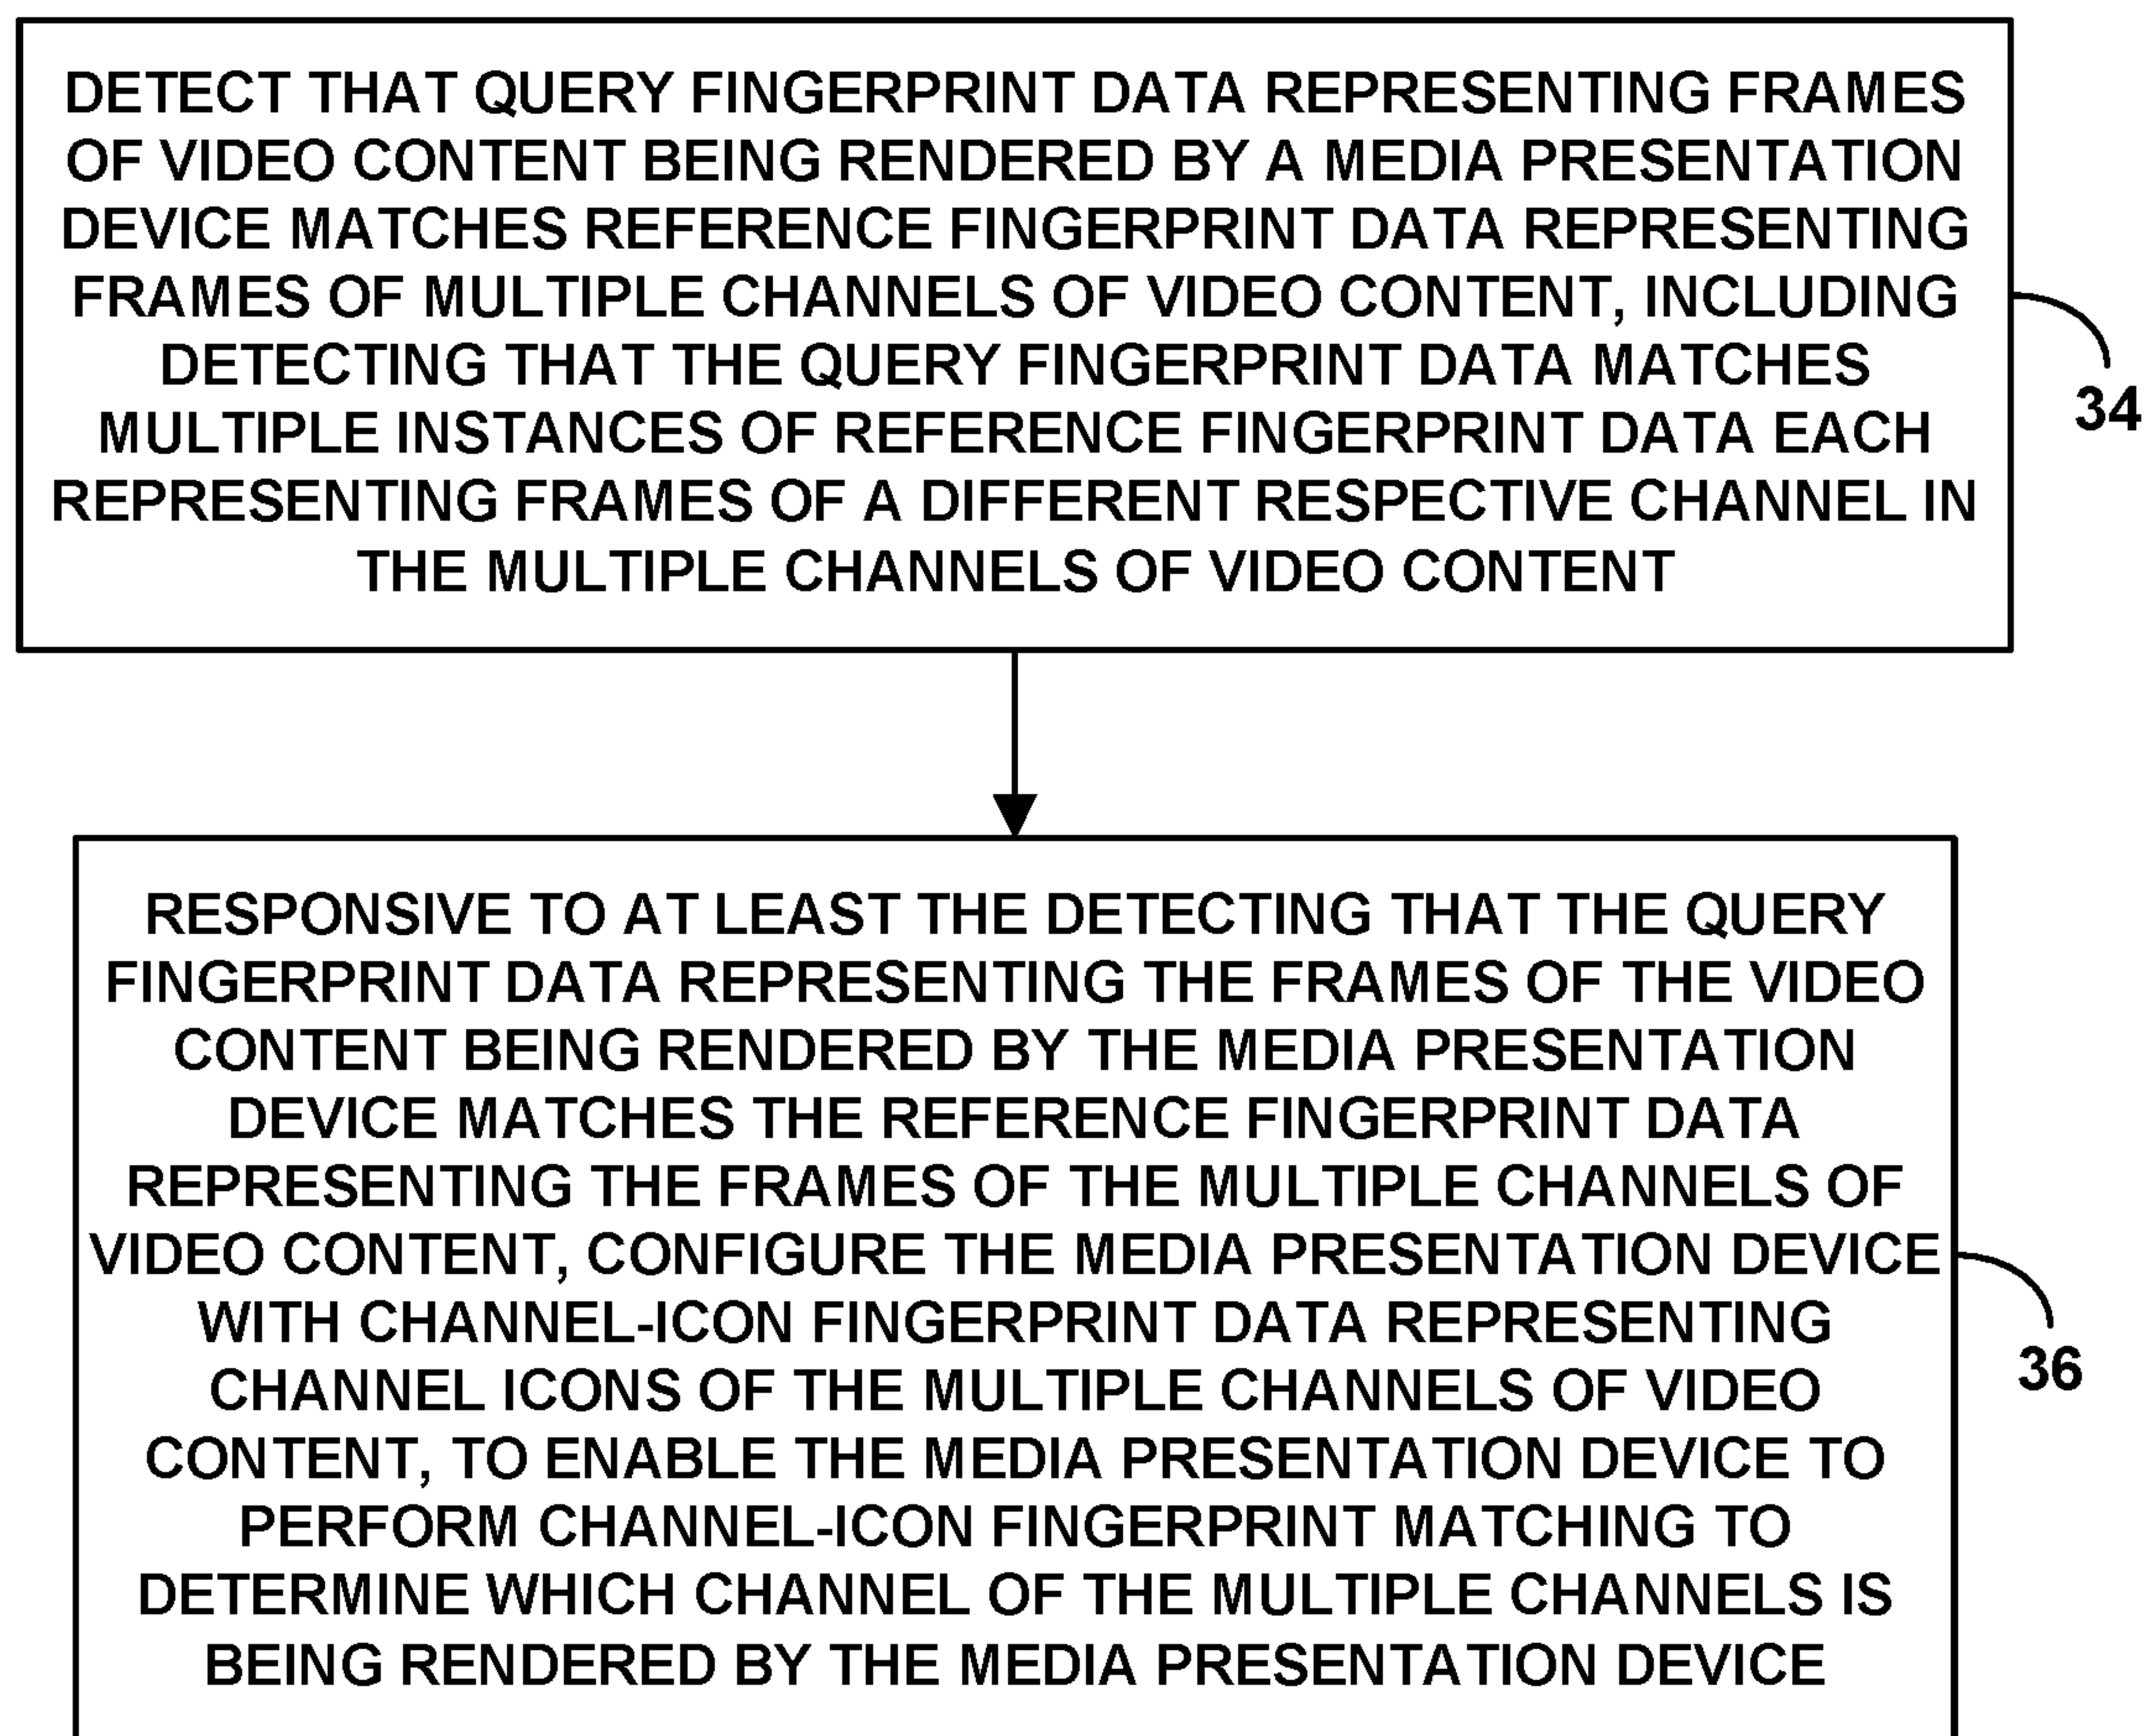 DETECT THAT QUERY FINGERPRINT DATA REPRESENTING FRAMES
OF VIDEO CONTENT BEING RENDERED BY A MEDIA PRESENTATION
DEVICE MATCHES REFERENCE FINGERPRINT DATA REPRESENTING
FRAMES OF MULTIPLE CHANNELS OF VIDEO CONTENT, INCLUDING
DETECTING THAT THE QUERY FINGERPRINT DATA MATCHES
MULTIPLE INSTANCES OF REFERENCE FINGERPRINT DATA EACH
REPRESENTING FRAMES OF A DIFFERENT RESPECTIVE CHANNEL IN
THE MULTIPLE CHANNELS OF VIDEO CONTENT
34
RESPONSIVE TO AT LEAST THE DETECTING THAT THE QUERY
FINGERPRINT DATA REPRESENTING THE FRAMES OF THE VIDEO
CONTENT BEING RENDERED BY THE MEDIA PRESENTATION
DEVICE MATCHES THE REFERENCE FINGERPRINT DATA
REPRESENTING THE FRAMES OF THE MULTIPLE CHANNELS OF
VIDEO CONTENT, CONFIGURE THE MEDIA PRESENTATION DEVICE
WITH CHANNEL-ICON FINGERPRINT DATA REPRESENTING
CHANNEL ICONS OF THE MULTIPLE CHANNELS OF VIDEO
CONTENT, TO ENABLE THE MEDIA PRESENTATION DEVICE TO
PERFORM CHANNEL-ICON FINGERPRINT MATCHING TO
DETERMINE WHICH CHANNEL OF THE MULTIPLE CHANNELS IS
BEING RENDERED BY THE MEDIA PRESENTATION DEVICE
36